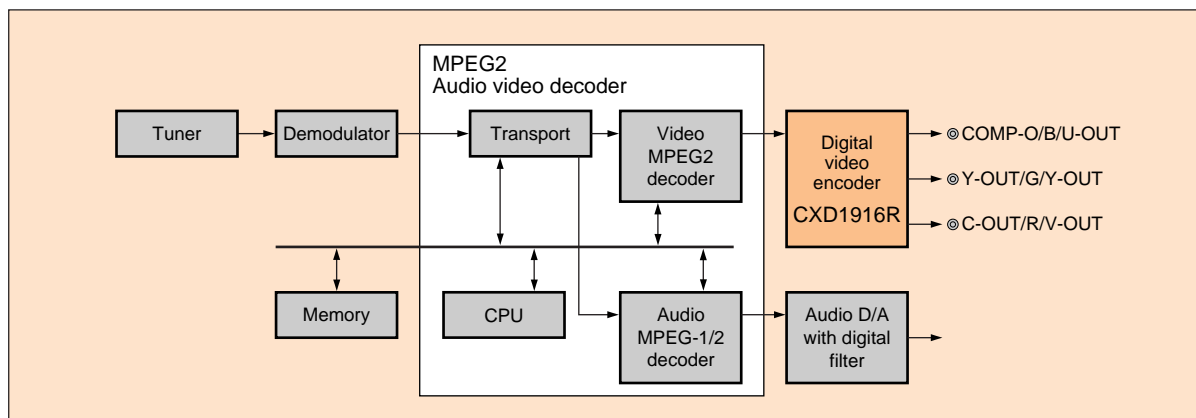 MPEG2
Audio video decoder
Tuner
Demodulator
Transport
Video
MPEG2
decoder
Digital
video
encoder
CXD1916R
COMP-O/B/U-OUT
Y-OUT/G/Y-OUT
C-OUT/R/V-OUT
Memory
CPU
Audio
MPEG-1/2
decoder
Audio D/A
with digital
filter